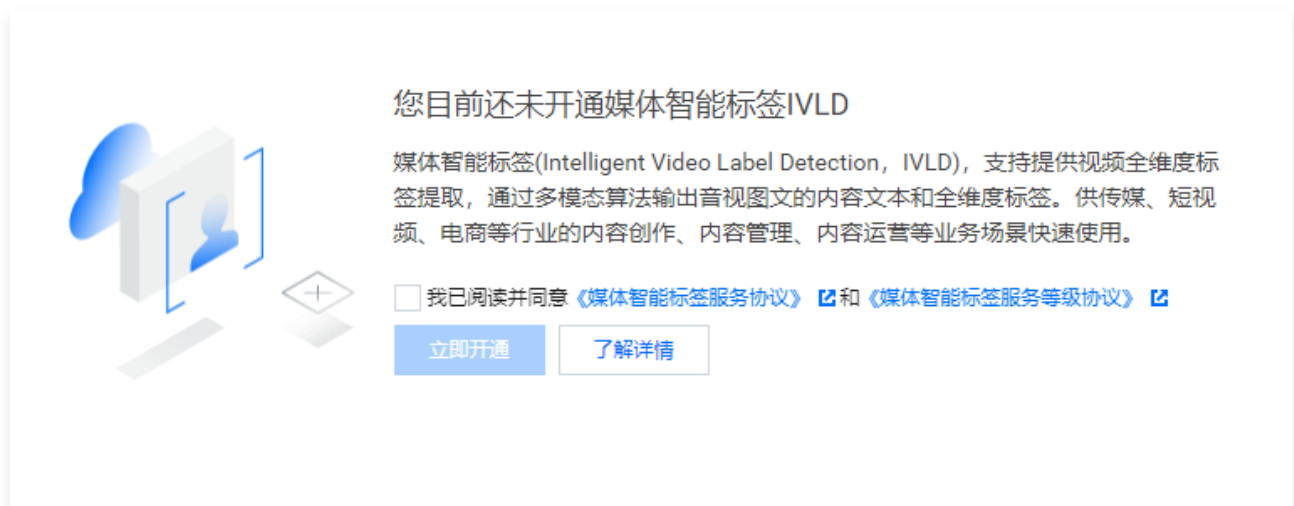 您目前还未开通媒体智能标签IVLD
媒体智能标签(Intelligent Video Label Detection，IVLD)，支持提供视频全维度标
签提取，通过多模态算法输出音视图文的内容文本和全维度标签。供传媒、短视
频、电商等行业的内容创作、内容管理、内容运营等业务场景快速使用。
我已阅读并同意《媒体智能标签服务协议》 和《媒体智能标签服务等级协议》
立即开通 了解详情